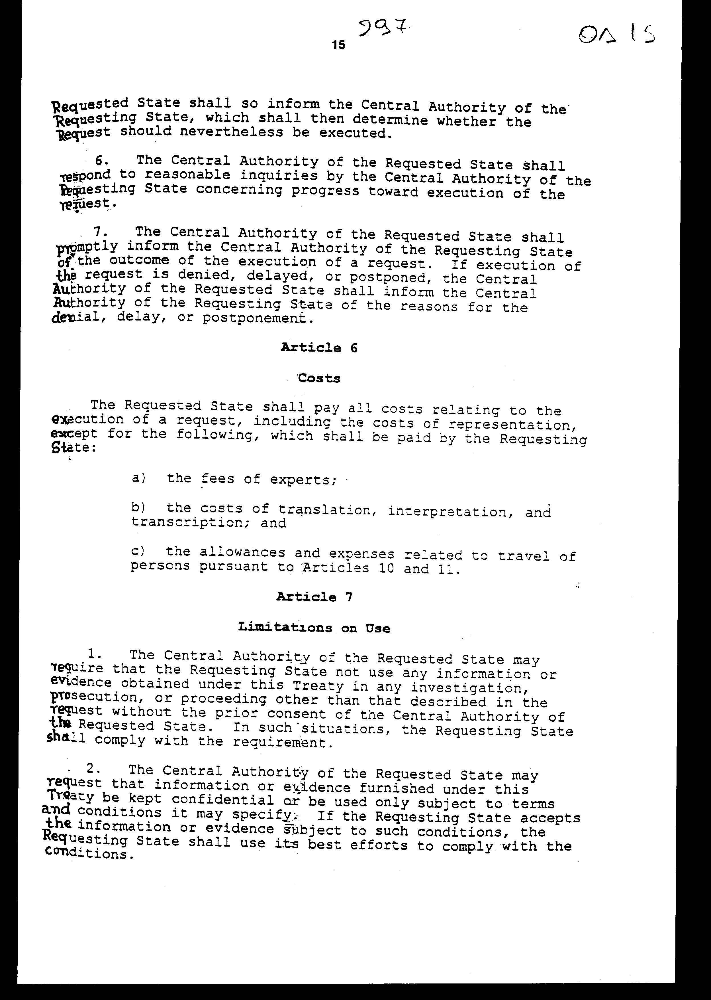 297
15
Requested State shall so inform the Central Authority of the
Requesting State, which shall then determine whether the
Request should nevertheless be executed.
6. The Central Authority of the Requested State shall
respond to reasonable inquiries by the Central Authority of the
Requesting State concerning progress toward execution of the
request.
7. The Central Authority of the Requested State shall
promptly inform the Central Authority of the Requesting State
of the outcome of the execution of a request. If execution of
the request is denied, delayed, or postponed, the Central
Authority of the Requested State shall inform the Central
Authority of the Requesting State of the reasons for the
denial, delay, or postponement.
Article 6
Costs
The Requested State shall pay all costs relating to the
execution of a request, including the costs of representation,
except for the following, which shall be paid by the Requesting
State:
a) the fees of experts;
b) the costs of translation, interpretation, and
transcription; and
c) the allowances and expenses related to travel of
persons pursuant to Articles 10 and 11.
Article 7
Limitations on Use
1. The Central Authority of the Requested State may
require that the Requesting State not use any information or
evidence obtained under this Treaty in any investigation,
prosecution, or proceeding other than that described in the
request without the prior consent of the Central Authority of
the Requested State. In such situations, the Requesting State
shall comply with the requirement.
2. The Central Authority of the Requested State may
request that information or evidence furnished under this
Treaty be kept confidential or be used only subject to terms
and conditions it may specify. If the Requesting State accepts
the information or evidence subject to such conditions, the
Requesting State shall use its best efforts to comply with the
conditions.